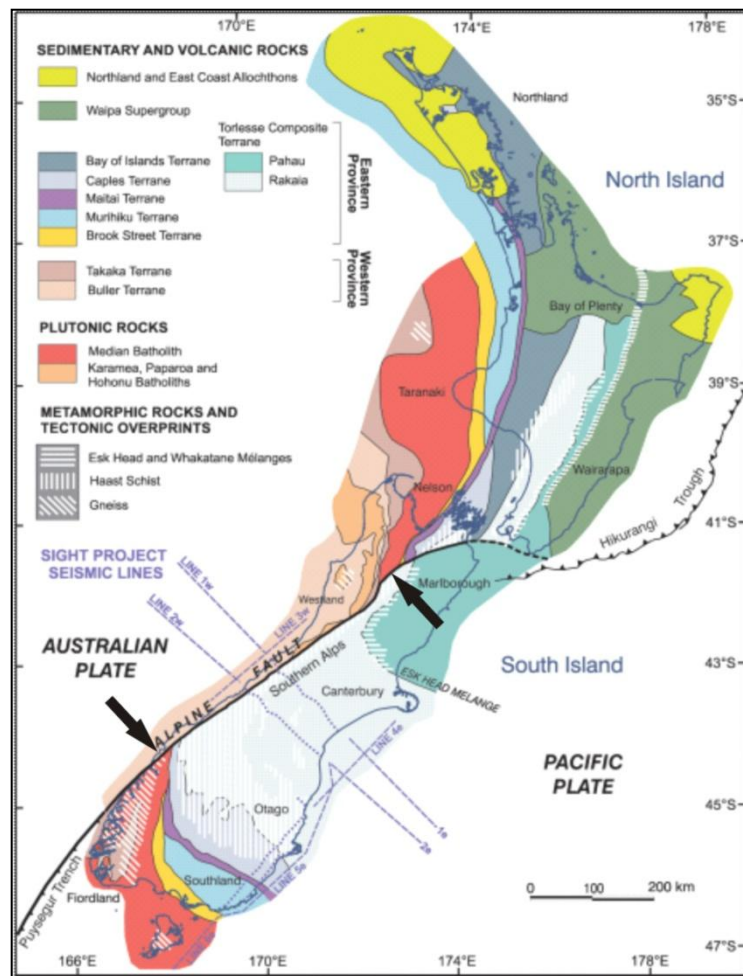 170°E
174°E
178°E
SEDIMENTARY AND VOLCANIC ROCKS
Northland and East Coast Allochthons
Waipa Supergroup
Torlesse Composite
Terrane
Bay of Islands Terrane
Pahau
Caples Terrane
Rakaia
Maitai Terrane
Murihiku Terrane
Brook Street Terrane
Eastern
Province
Takaka Terrane
Buller Terrane
Western
Province
PLUTONIC ROCKS
Median Batholith
Karamea, Paparoa and
Hohonu Batholiths
METAMORPHIC ROCKS AND
TECTONIC OVERPRINTS
Esk Head and Whakatane Mélanges
Haast Schist
Gneiss
SIGHT PROJECT
SEISMIC LINES
Northland
35°S
North Island
37°S
Bay of Plenty
39°S
Taranaki
Wairarapa
Nelson
Hikurangi
Trough
41°S
LINE 1w
LINE 2w
LINE 3w
Westland
Marlborough
AUSTRALIAN
PLATE
ALPINE
FAULT
Southern Alps
South Island
43°S
Canterbury
ESK HEAD MELANGE
LINE 4e
PACIFIC
PLATE
Otago
1e
2e
45°S
Southland
LINE 5e
Fiordland
Puysegur Trench
0 100 200 km
47°S
166°E
170°E
174°E
178°E